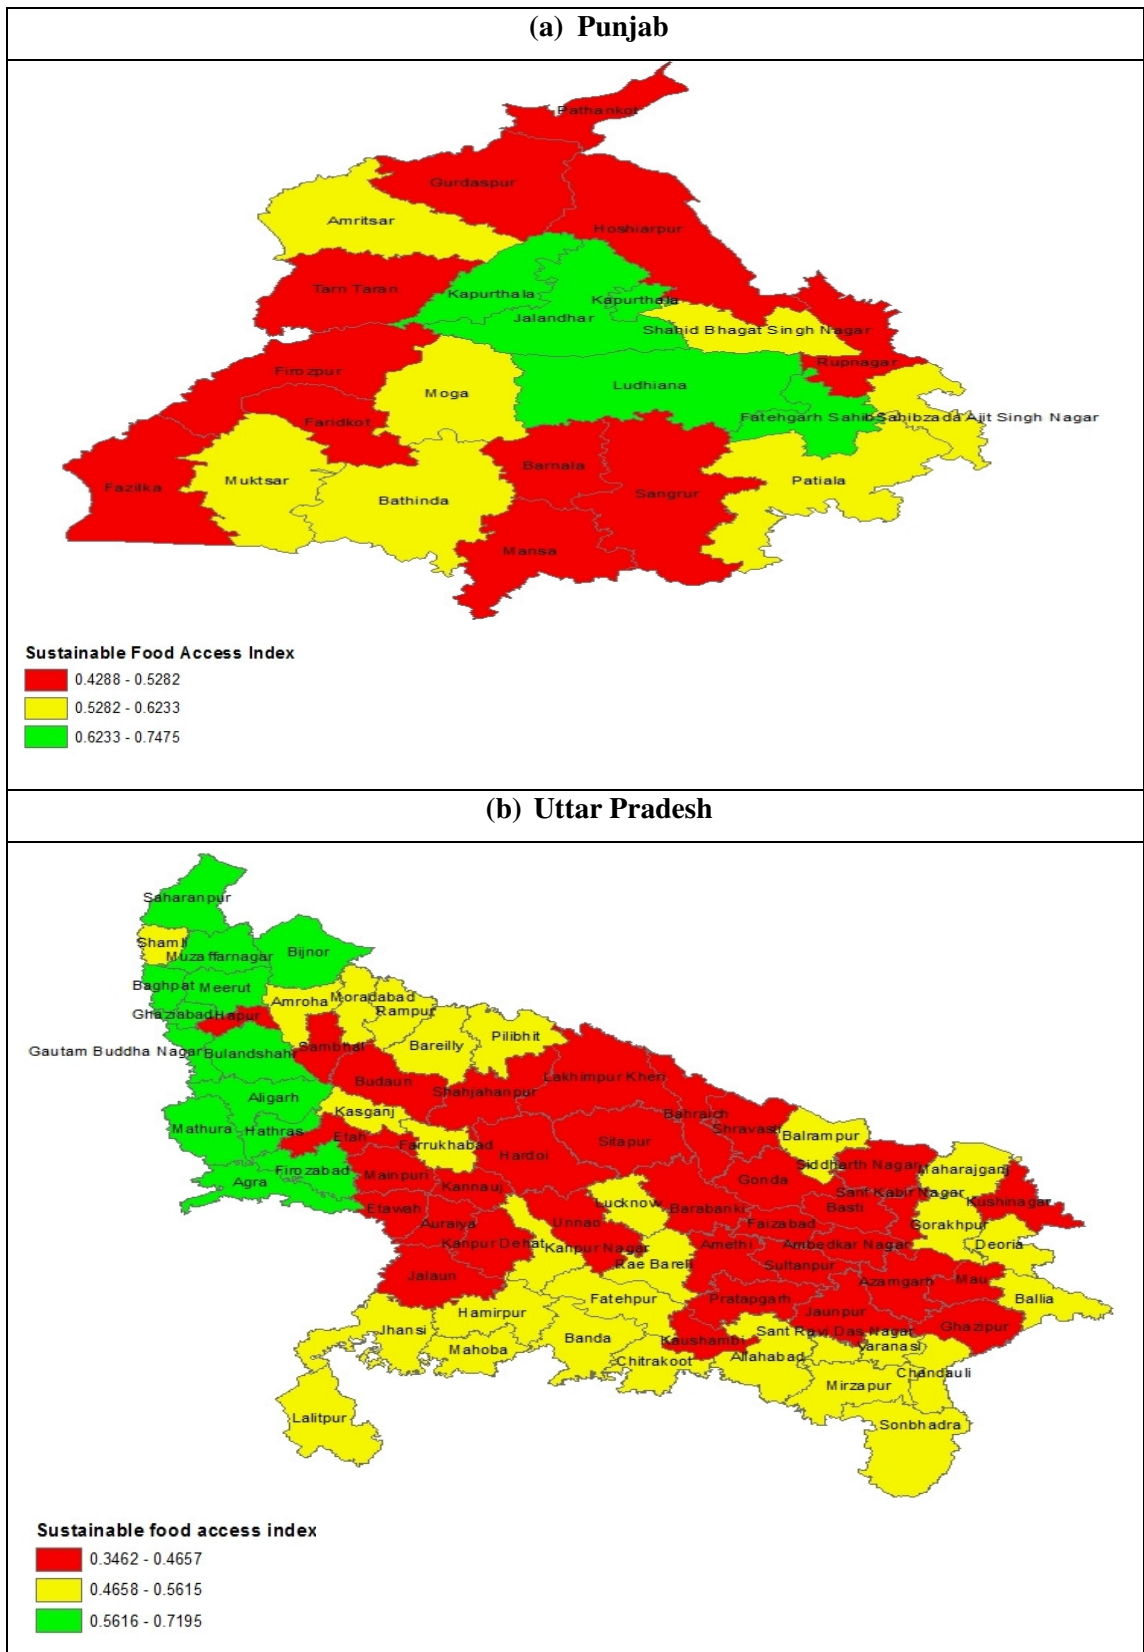 (a) Punjab
Pathankot
Gurdaspur
Amritsar
Hoshiarpur
Tarn Taran
Kapurthala
Kapurthala
Jalandhar
Shahid Bhagat Singh Nagar
Rupnagar
Firozpur
Moga
Ludhiana
Faridkot
Fatehgarh Sahib
Sahibzada Ajit Singh Nagar
Fazilka
Muktsar
Bathinda
Barnala
Sangrur
Patiala
Mansa
Sustainable Food Access Index
0.4288 - 0.5282
0.5282 - 0.6233
0.6233 - 0.7475
(b) Uttar Pradesh
Saharanpur
Shamli
Muzaffarnagar
Bijnor
Baghpat
Meerut
Amroha
Moradabad
Rampur
Ghaziabad
Hapur
Gautam Buddha Nagar
Bulandshahr
Sambhal
Bareilly
Pilibhit
Budaun
Shahjahanpur
Lakhimpur Kheri
Aligarh
Kasganj
Bahraich
Shravasti
Mathura
Hathras
Etah
Farrukhabad
Hardoi
Sitapur
Balrampur
Agra
Firozabad
Mainpuri
Kannauj
Gonda
Siddharth Nagar
Maharajganj
Sant Kabir Nagar
Kushinagar
Etawah
Auraiya
Unnao
Lucknow
Barabanki
Faizabad
Basti
Gorakhpur
Deoria
Kanpur Dehat
Kanpur Nagar
Rae Bareli
Amethi
Ambedkar Nagar
Sultanpur
Jalaun
Azamgarh
Mau
Ballia
Hamirpur
Fatehpur
Pratapgarh
Jaunpur
Ghazipur
Jhansi
Mahoba
Banda
Chitrakoot
Kaushambi
Allahabad
Sant Ravi Das Nagar
Varanasi
Chandauli
Mirzapur
Lalitpur
Sonbhadra
Sustainable food access index
0.3462 - 0.4657
0.4658 - 0.5615
0.5616 - 0.7195